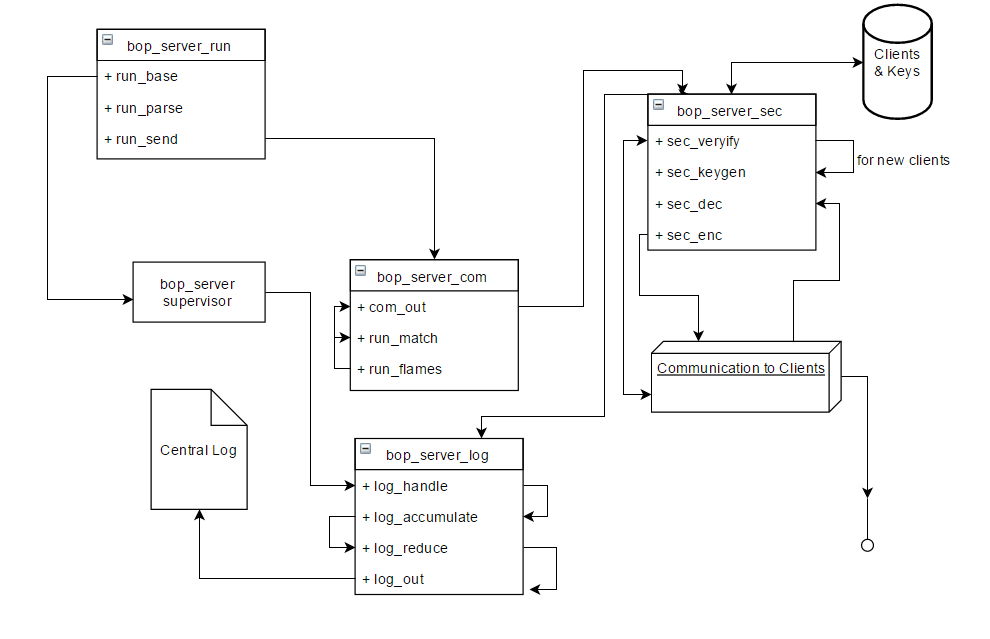 bop_server_run
+ run_base
+ run_parse
+ run_send
Clients
& Keys
bop_server_sec
+ sec_veryify
+ sec_keygen
+ sec_dec
+ sec_enc
for new clients
bop_server
supervisor
bop_server_com
+ com_out
+ run_match
+ run_flames
Communication to Clients
Central Log
bop_server_log
+ log_handle
+ log_accumulate
+ log_reduce
+ log_out